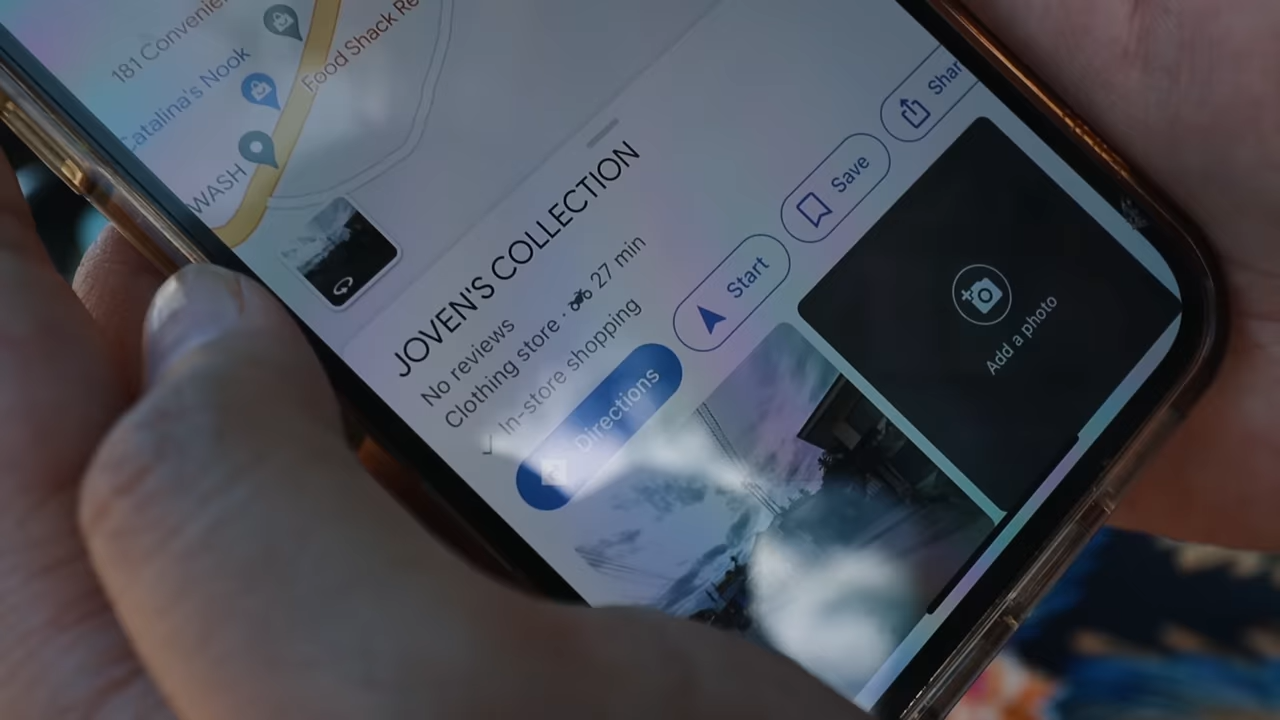 181 Convenien
Food Shack Re
Catalina's Nook
WASH
JOVEN'S COLLECTION
No reviews
Clothing store · 27 min
✓ In-store shopping
Directions
Start
Save
Shar
Add a photo